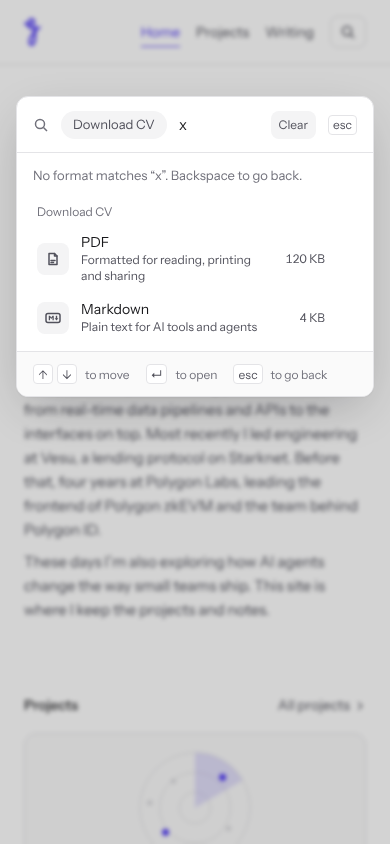 Home Projects Writing
Download CV x Clear esc
No format matches “x”. Backspace to go back.
Download CV
PDF
Formatted for reading, printing
and sharing
120 KB
Markdown
Plain text for AI tools and agents
4 KB
↑ ↓ to move ↵ to open esc to go back
from real-time data pipelines and APIs to the
interfaces on top. Most recently I led engineering
at Vesu, a lending protocol on Starknet. Before
that, four years at Polygon Labs, leading the
frontend of Polygon zkEVM and the team behind
Polygon ID.
These days I'm also exploring how AI agents
change the way small teams ship. This site is
where I keep the projects and notes.
Projects
All projects